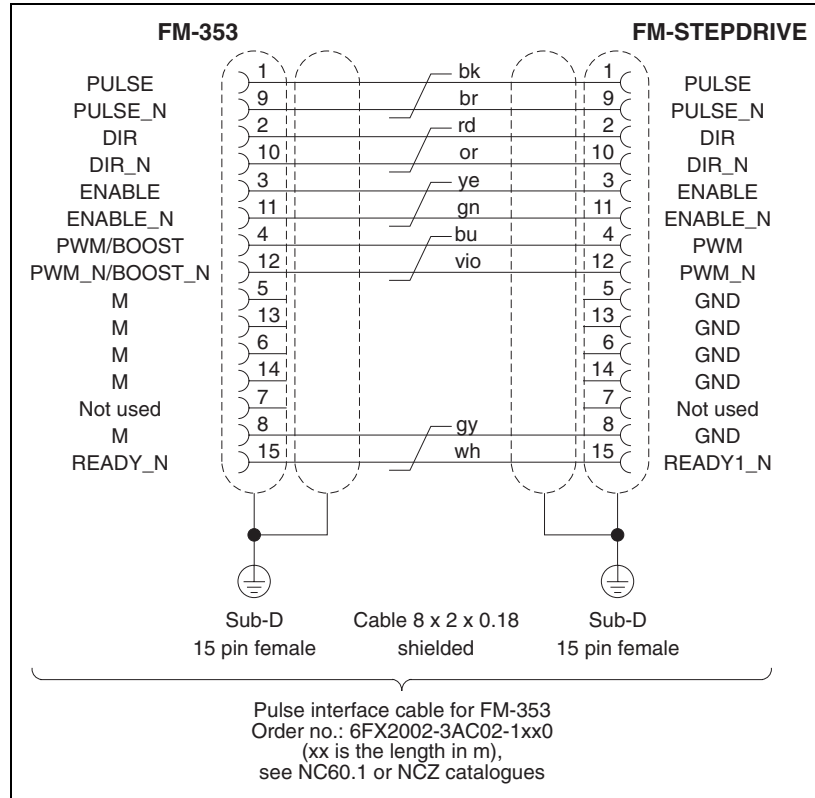 FM-353 FM-STEPDRIVE
PULSE 1 bk 1 PULSE
PULSE_N 9 br 9 PULSE_N
DIR 2 rd 2 DIR
DIR_N 10 or 10 DIR_N
ENABLE 3 ye 3 ENABLE
ENABLE_N 11 gn 11 ENABLE_N
PWM/BOOST 4 bu 4 PWM
PWM_N/BOOST_N 12 vio 12 PWM_N
M 5 5 GND
M 13 13 GND
M 6 6 GND
M 14 14 GND
Not used 7 7 Not used
M 8 gy 8 GND
READY_N 15 wh 15 READY1_N
Sub-D Cable 8 x 2 x 0.18 Sub-D
15 pin female shielded 15 pin female
Pulse interface cable for FM-353
Order no.: 6FX2002-3AC02-1xx0
(xx is the length in m),
see NC60.1 or NCZ catalogues